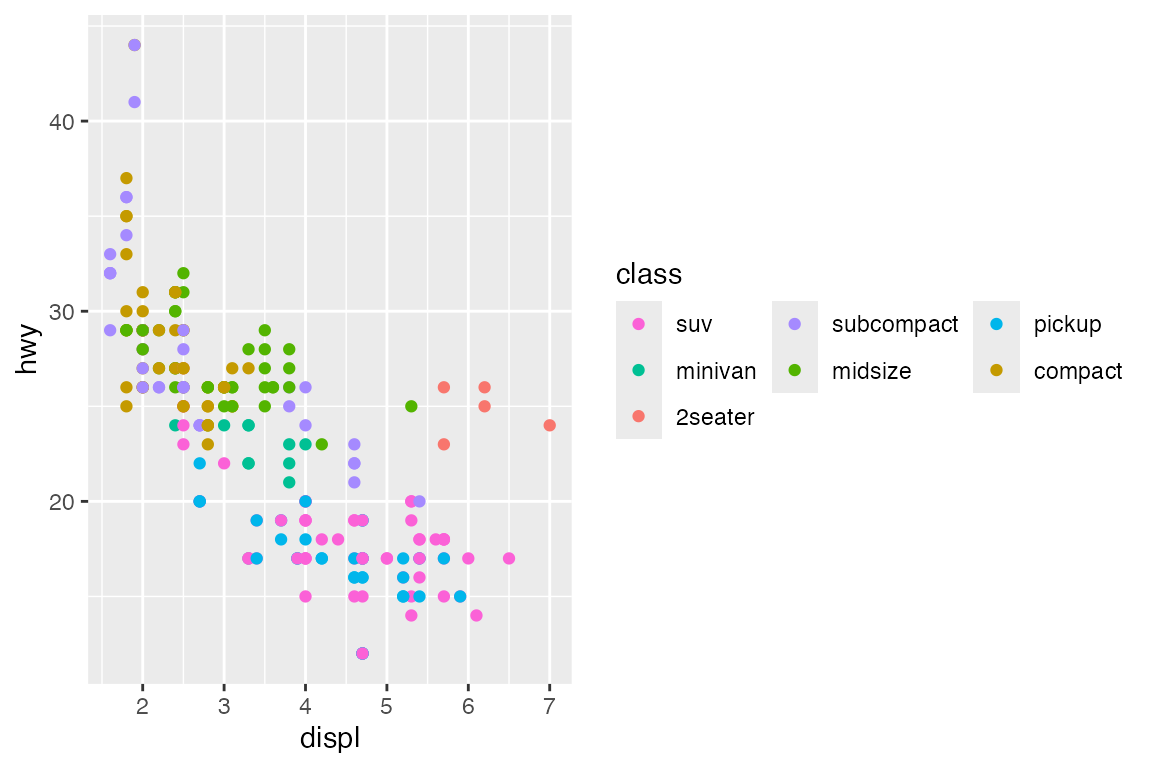 40
30
20
hwy
2 3 4 5 6 7
displ
class
suv subcompact pickup
minivan midsize compact
2seater